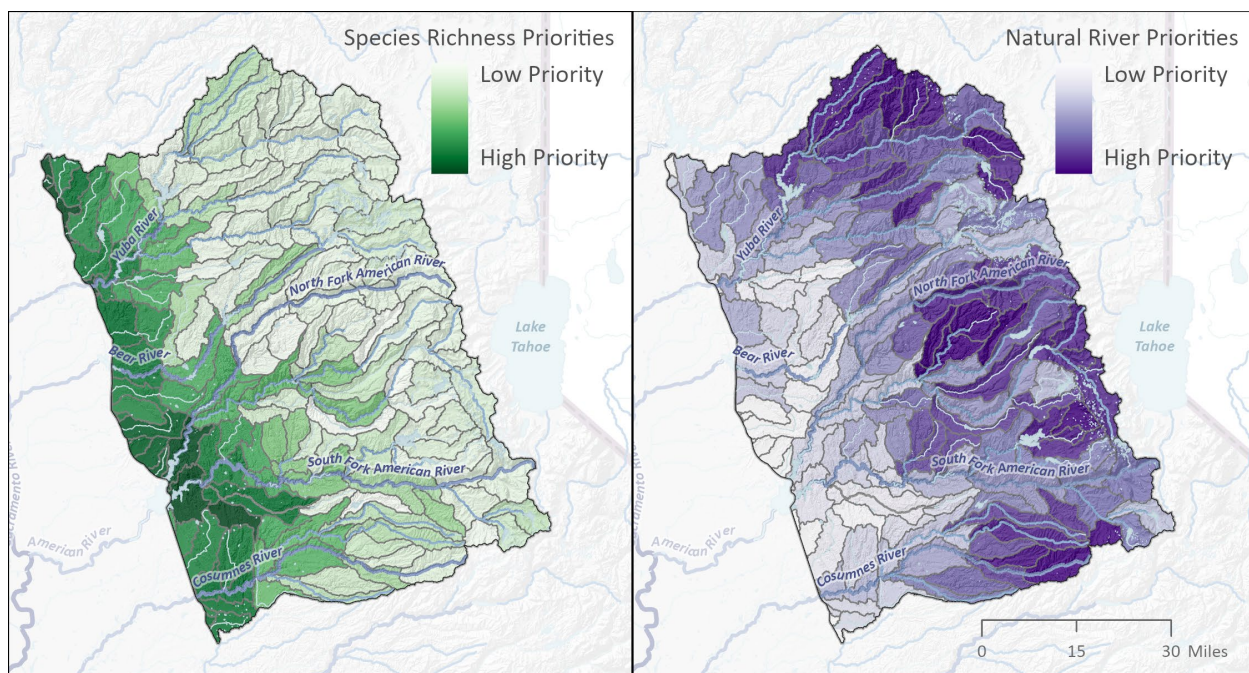 Species Richness Priorities
Low Priority
High Priority
Yuba River
North Fork American River
Bear River
Lake
Tahoe
South Fork American River
American River
Cosumnes River
Natural River Priorities
Low Priority
High Priority
Yuba River
North Fork American River
Bear River
Lake
Tahoe
South Fork American River
Sacramento River
American River
Cosumnes River
0 15 30 Miles